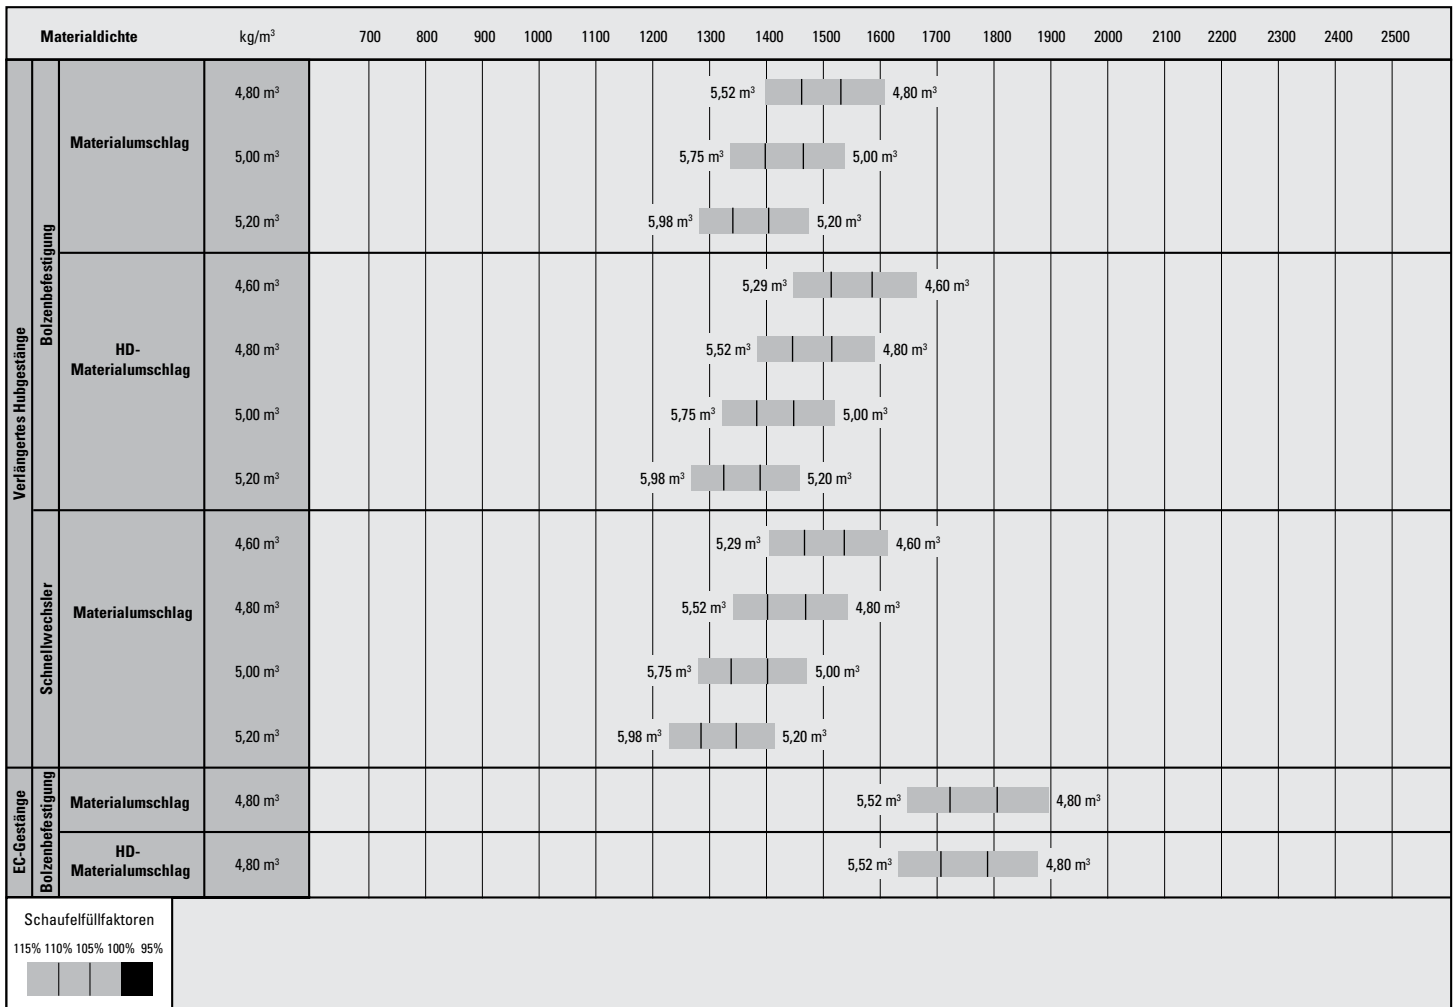 Materialdichte kg/m³ 700 800 900 1000 1100 1200 1300 1400 1500 1600 1700 1800 1900 2000 2100 2200 2300 2400 2500
Verlängertes Hubgestänge
Bolzenbefestigung
Materialumschlag
4,80 m³ 5,52 m³ 4,80 m³
5,00 m³ 5,75 m³ 5,00 m³
5,20 m³ 5,98 m³ 5,20 m³
HD-
Materialumschlag
4,60 m³ 5,29 m³ 4,60 m³
4,80 m³ 5,52 m³ 4,80 m³
5,00 m³ 5,75 m³ 5,00 m³
5,20 m³ 5,98 m³ 5,20 m³
Schnellwechsler
Materialumschlag
4,60 m³ 5,29 m³ 4,60 m³
4,80 m³ 5,52 m³ 4,80 m³
5,00 m³ 5,75 m³ 5,00 m³
5,20 m³ 5,98 m³ 5,20 m³
EC-Gestänge
Bolzenbefestigung
Materialumschlag 4,80 m³ 5,52 m³ 4,80 m³
HD-
Materialumschlag
4,80 m³ 5,52 m³ 4,80 m³
Schaufelfüllfaktoren
115% 110% 105% 100% 95%